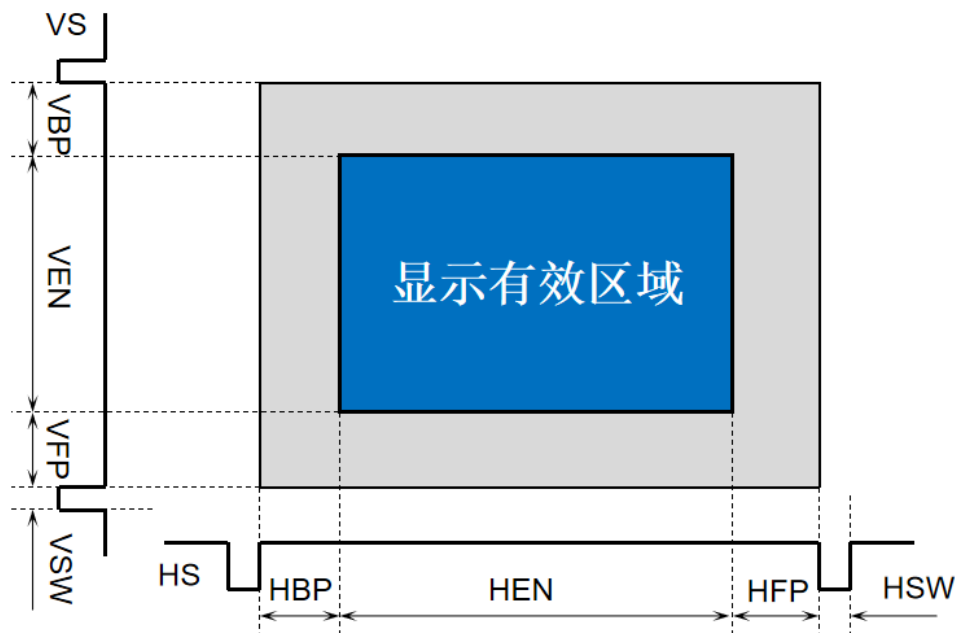 VS
VBP
VEN
显示有效区域
VFP
VSW
HS
HBP
HEN
HFP
HSW